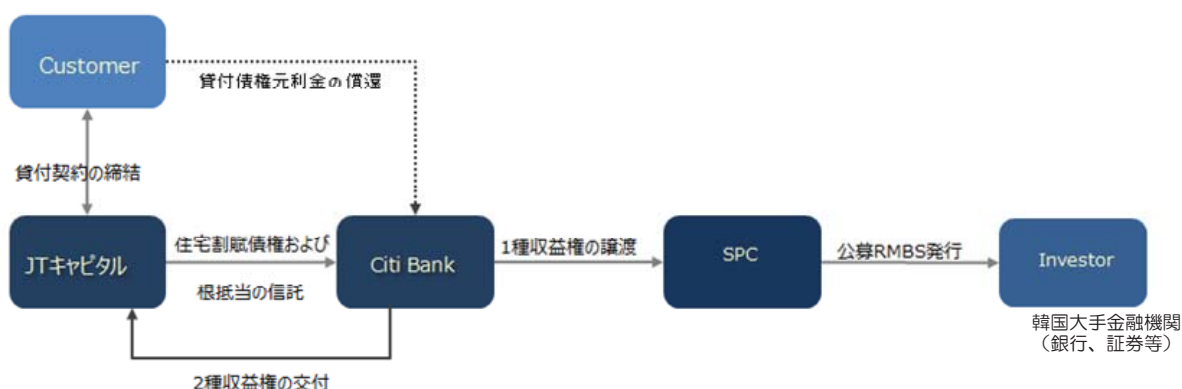 Customer
貸付債権元利金の償還
貸付契約の締結
JTキャピタル
住宅割賦債権および
根抵当の信託
Citi Bank
1種収益権の譲渡
SPC
公募RMBS発行
Investor
韓国大手金融機関
（銀行、証券等）
2種収益権の交付